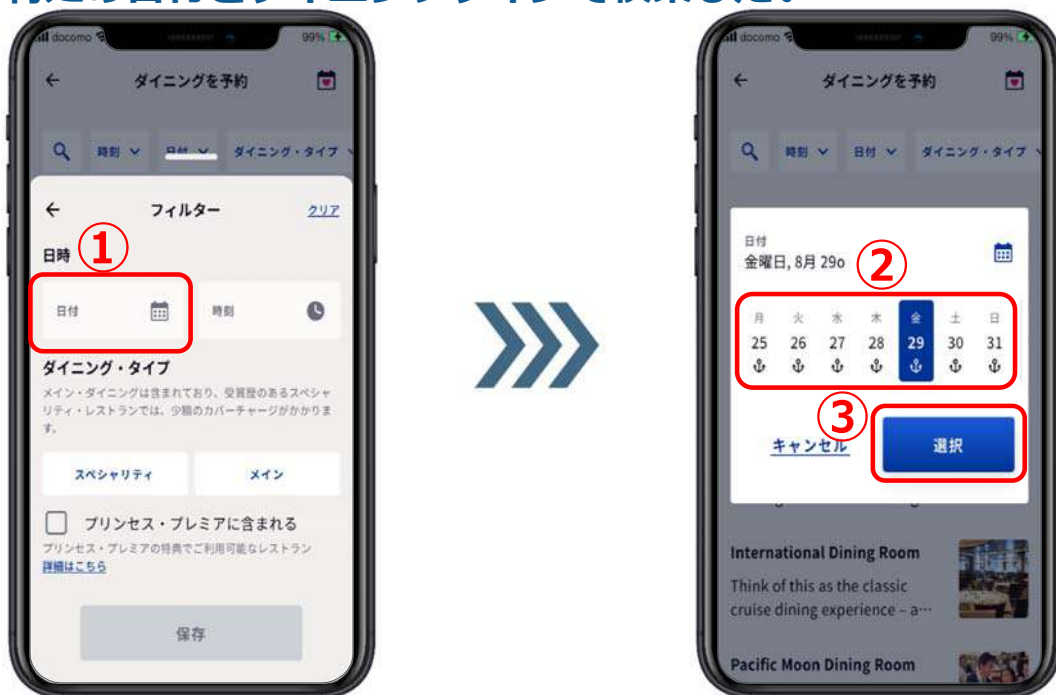 docomo 99%
ダイニングを予約
時刻 日付 ダイニング・タイプ
フィルター クリア
日時 ①
日付 時刻
ダイニング・タイプ
メイン・ダイニングは含まれており、受賞歴のあるスペシャ
リティ・レストランでは、少額のカバーチャージがかかりま
す。
スペシャリティ メイン
プリンセス・プレミアに含まれる
プリンセス・プレミアの特典でご利用可能なレストラン
詳細はこちら
保存
docomo 99%
ダイニングを予約
時刻 日付 ダイニング・タイプ
日付
金曜日, 8月 29o ②
月 火 水 木 金 土 日
25 26 27 28 29 30 31
③
キャンセル 選択
International Dining Room
Think of this as the classic
cruise dining experience – a…
Pacific Moon Dining Room